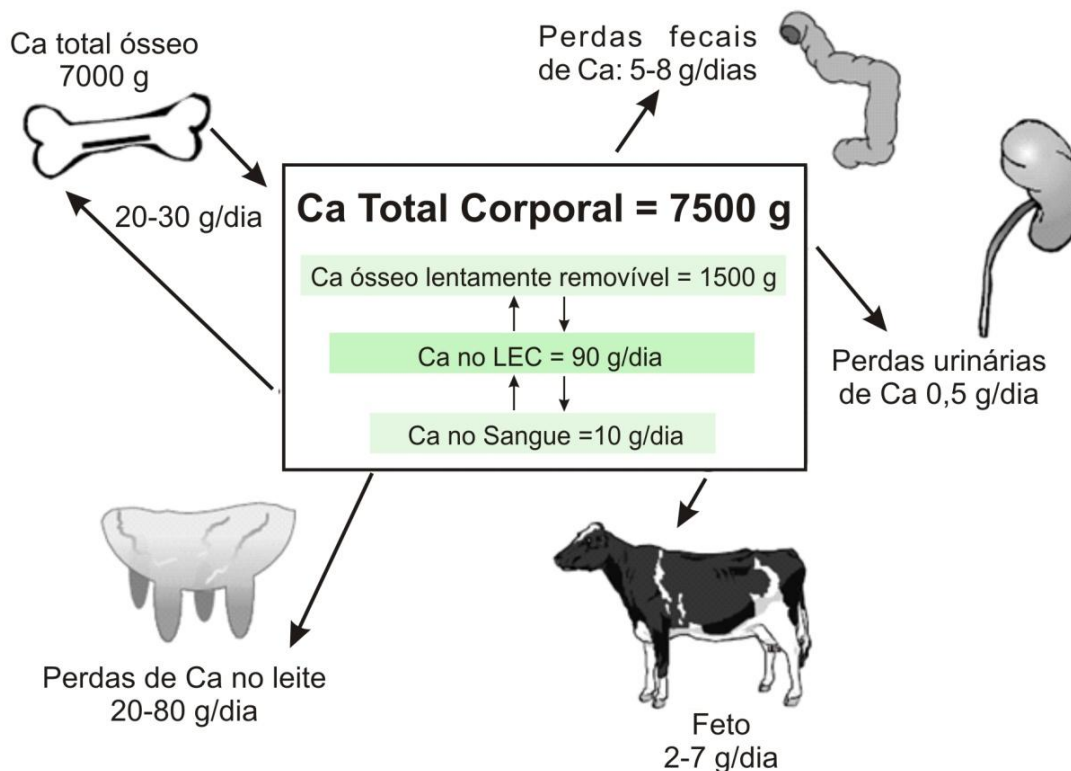 Ca total ósseo
7000 g
Perdas fecais
de Ca: 5-8 g/dias
20-30 g/dia
Ca Total Corporal = 7500 g
Ca ósseo lentamente removível = 1500 g
Ca no LEC = 90 g/dia
Ca no Sangue =10 g/dia
Perdas urinárias
de Ca 0,5 g/dia
Perdas de Ca no leite
20-80 g/dia
Feto
2-7 g/dia